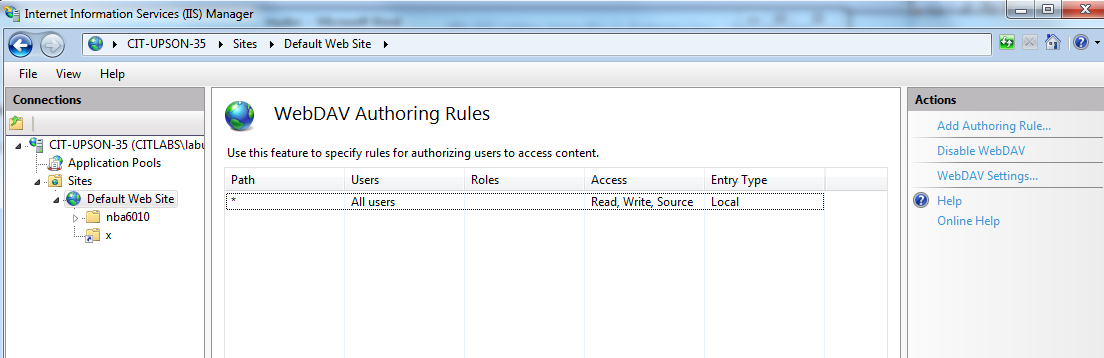 Internet Information Services (IIS) Manager
CIT-UPSON-35 Sites Default Web Site
File View Help
Connections
CIT-UPSON-35 (CITLABS\labu
Application Pools
Sites
Default Web Site
nba6010
x
WebDAV Authoring Rules
Use this feature to specify rules for authorizing users to access content.
Path Users Roles Access Entry Type
* All users Read, Write, Source Local
Actions
Add Authoring Rule...
Disable WebDAV
WebDAV Settings...
Help
Online Help